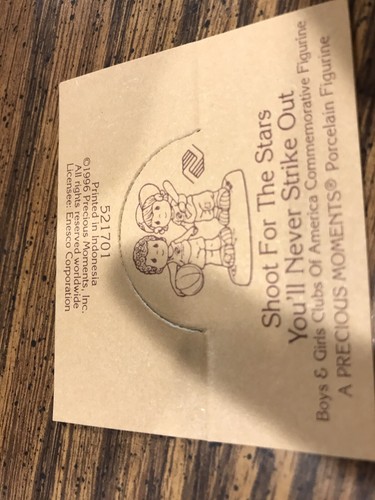 Shoot For The Stars
You'll Never Strike Out
Boys & Girls Clubs Of America Commemorative Figurine
A PRECIOUS MOMENTS® Porcelain Figurine
521701
Printed in Indonesia
©1996 Precious Moments, Inc.
All rights reserved worldwide
Licensee: Enesco Corporation